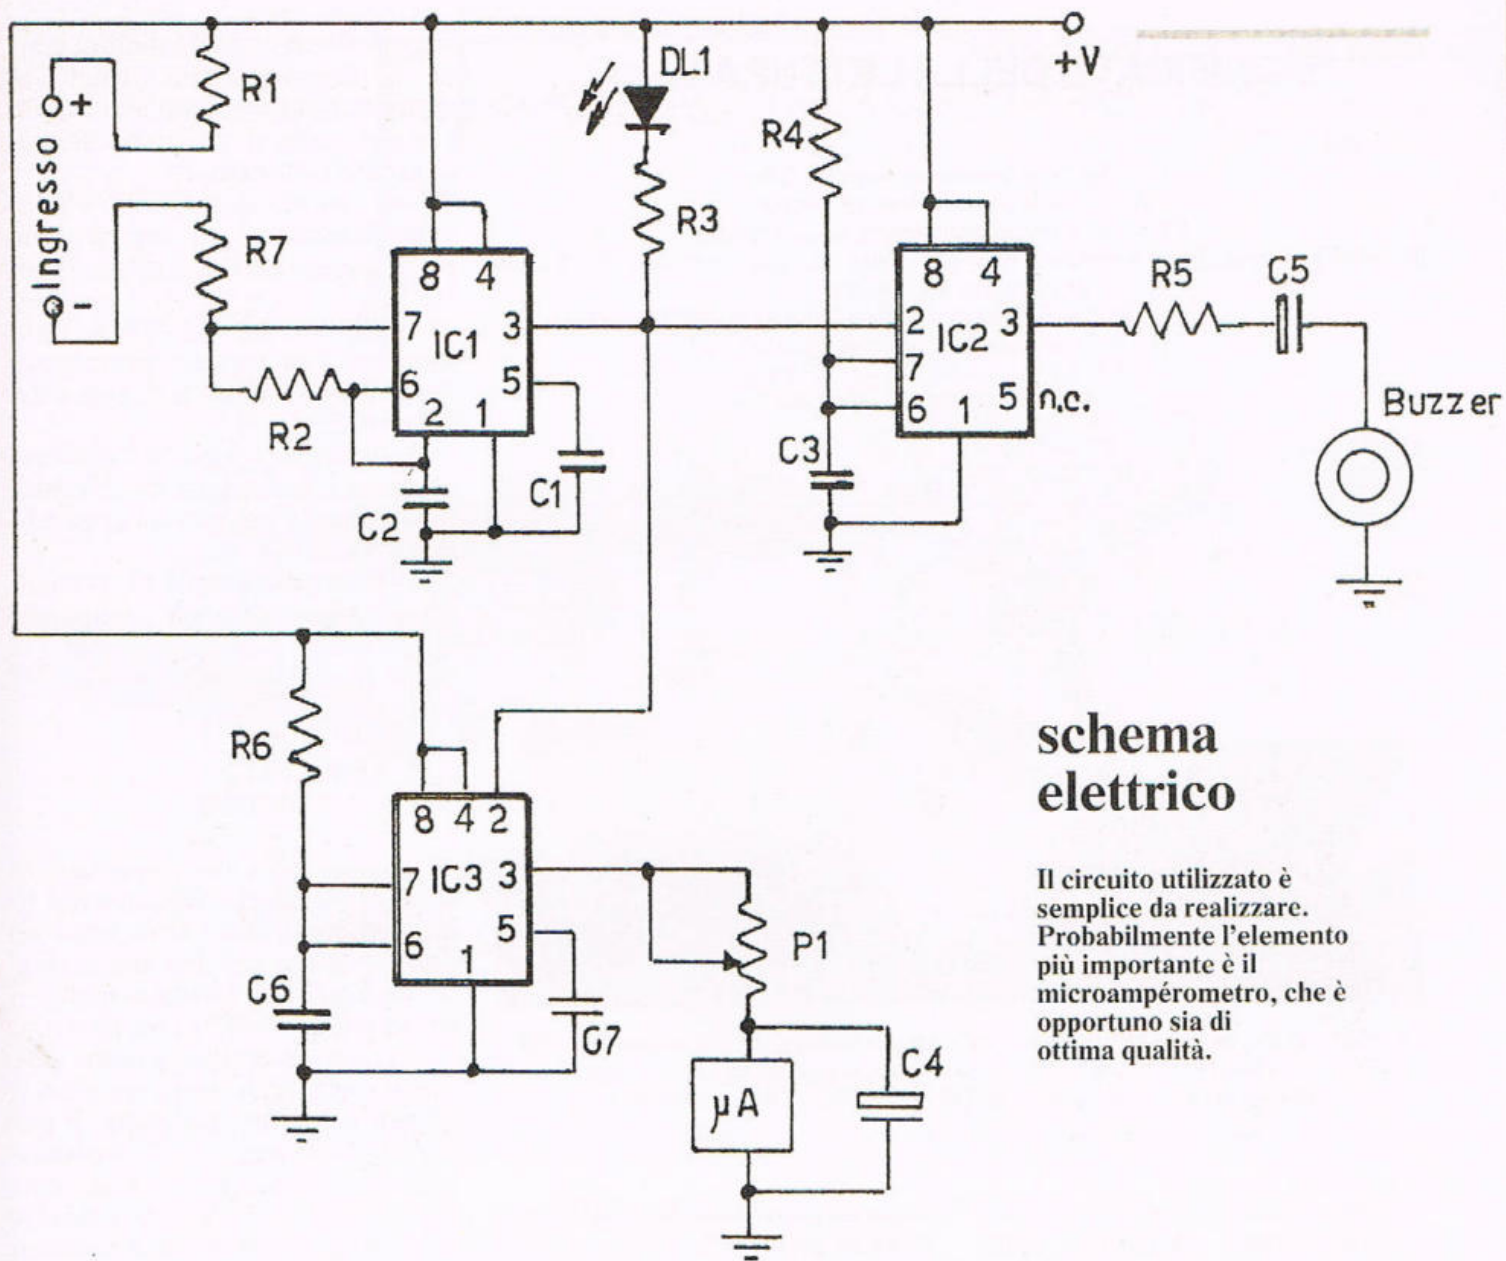 +V
DL1
R1
+
Ingresso
-
R7
R4
R3
8 4
7 IC1 3
6 5
2 1
R2
C2
C1
8 4
2 IC2 3
7
6 1 5 n.c.
R5
C5
C3
Buzzer
R6
8 4 2
7 IC3 3
5
6 1
C6
C7
P1
µA
C4
schema
elettrico
Il circuito utilizzato è
semplice da realizzare.
Probabilmente l'elemento
più importante è il
microampérometro, che è
opportuno sia di
ottima qualità.